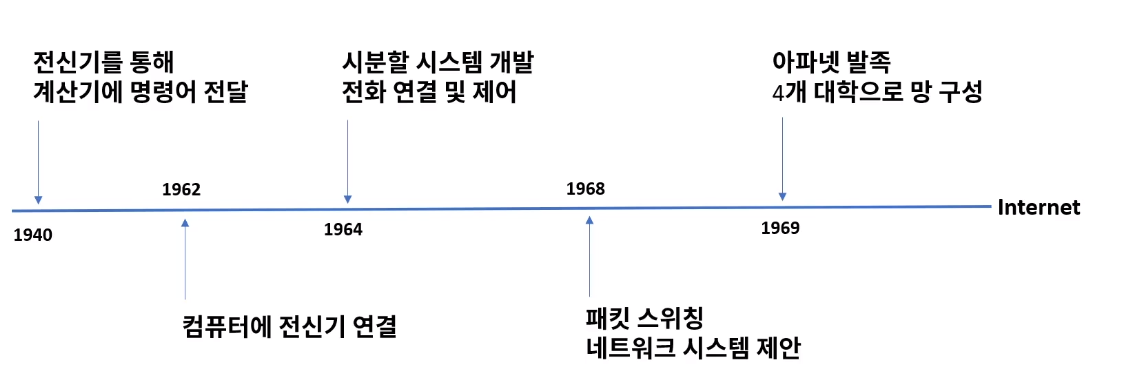 전신기를 통해
계산기에 명령어 전달
시분할 시스템 개발
전화 연결 및 제어
아파넷 발족
4개 대학으로 망 구성
1962
1968
Internet
1940
1964
1969
컴퓨터에 전신기 연결
패킷 스위칭
네트워크 시스템 제안